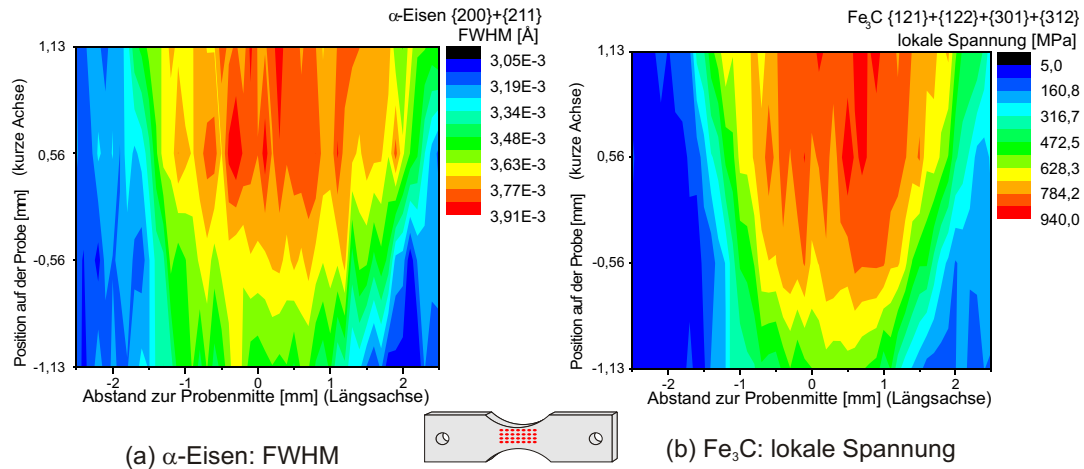 α-Eisen {200}+{211}
FWHM [Å]
3,05E-3
3,19E-3
3,34E-3
3,48E-3
3,63E-3
3,77E-3
3,91E-3
Position auf der Probe [mm] (kurze Achse)
1,13
0,56
-0,56
-1,13
-2 -1 0 1 2
Abstand zur Probenmitte [mm] (Längsachse)
(a) α-Eisen: FWHM
Fe₃C {121}+{122}+{301}+{312}
lokale Spannung [MPa]
5,0
160,8
316,7
472,5
628,3
784,2
940,0
Position auf der Probe [mm] (kurze Achse)
1,13
0,56
-0,56
-1,13
-2 -1 0 1 2
Abstand zur Probenmitte [mm] (Längsachse)
(b) Fe₃C: lokale Spannung